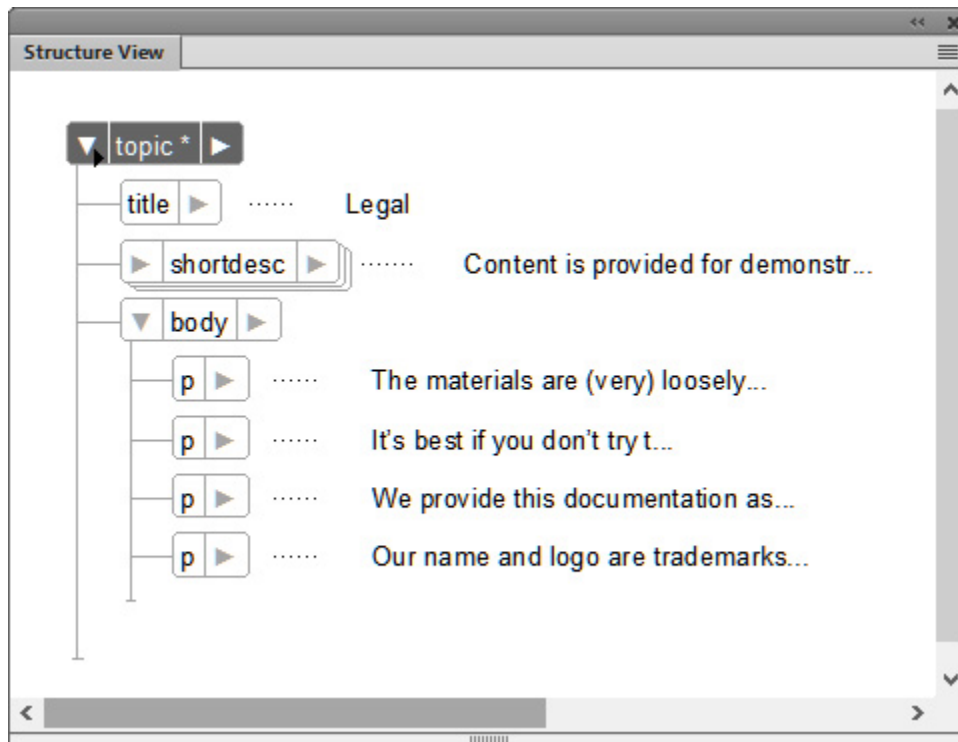 Structure View
topic *
title ...... Legal
shortdesc ....... Content is provided for demonstr...
body
p ...... The materials are (very) loosely...
p ...... It's best if you don't try t...
p ...... We provide this documentation as...
p ...... Our name and logo are trademarks...